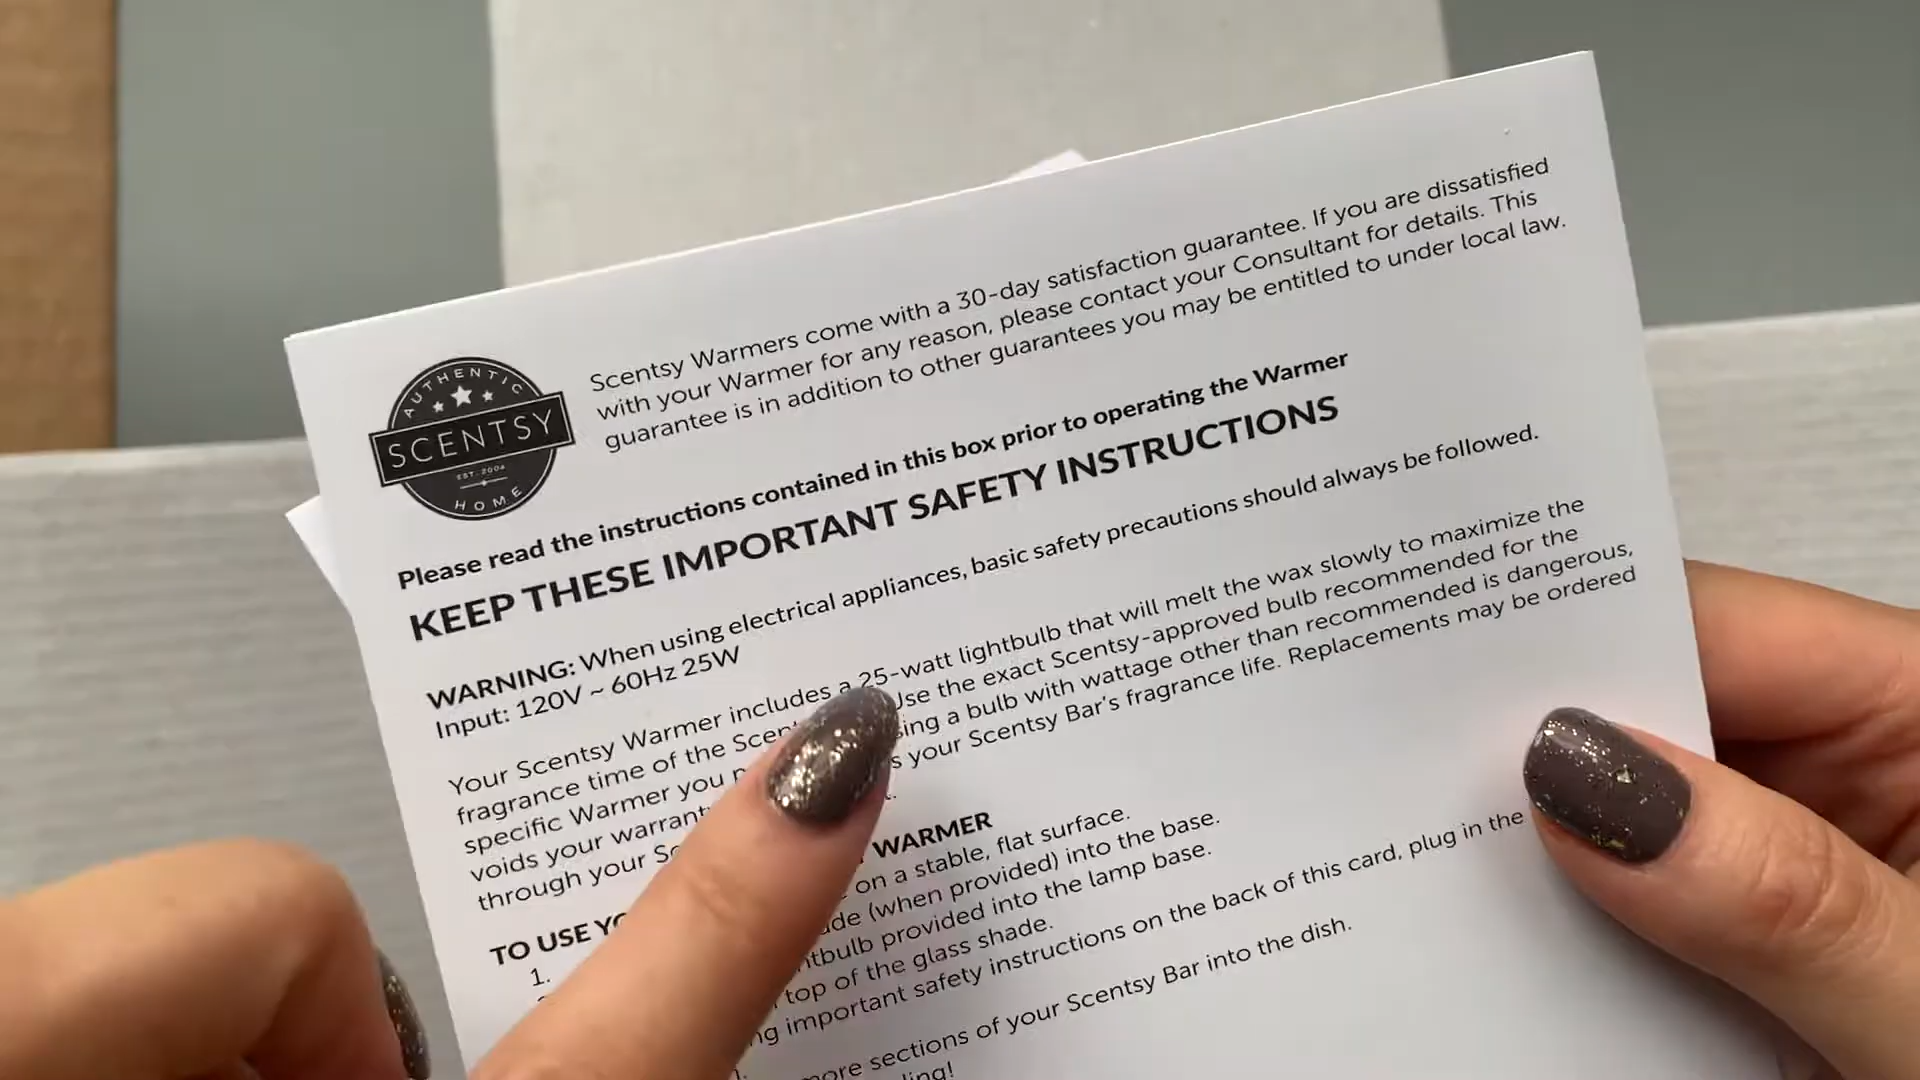 AUTHENTIC
SCENTSY
EST. 2004
HOME
Scentsy Warmers come with a 30-day satisfaction guarantee. If you are dissatisfied
with your Warmer for any reason, please contact your Consultant for details. This
guarantee is in addition to other guarantees you may be entitled to under local law.
Please read the instructions contained in this box prior to operating the Warmer
KEEP THESE IMPORTANT SAFETY INSTRUCTIONS
WARNING: When using electrical appliances, basic safety precautions should always be followed.
Input: 120V ~ 60Hz 25W
Your Scentsy Warmer includes a 25-watt lightbulb that will melt the wax slowly to maximize the
fragrance time of the Use the exact Scentsy-approved bulb recommended for the
specific Warmer you a bulb with wattage other than recommended is dangerous,
voids your your Scentsy Bar's fragrance life. Replacements may be ordered
through your
TO USE WARMER
1. on a stable, flat surface.
(when provided) into the base.
provided into the lamp base.
top of the glass shade.
important safety instructions on the back of this card, plug in the
more sections of your Scentsy Bar into the dish.